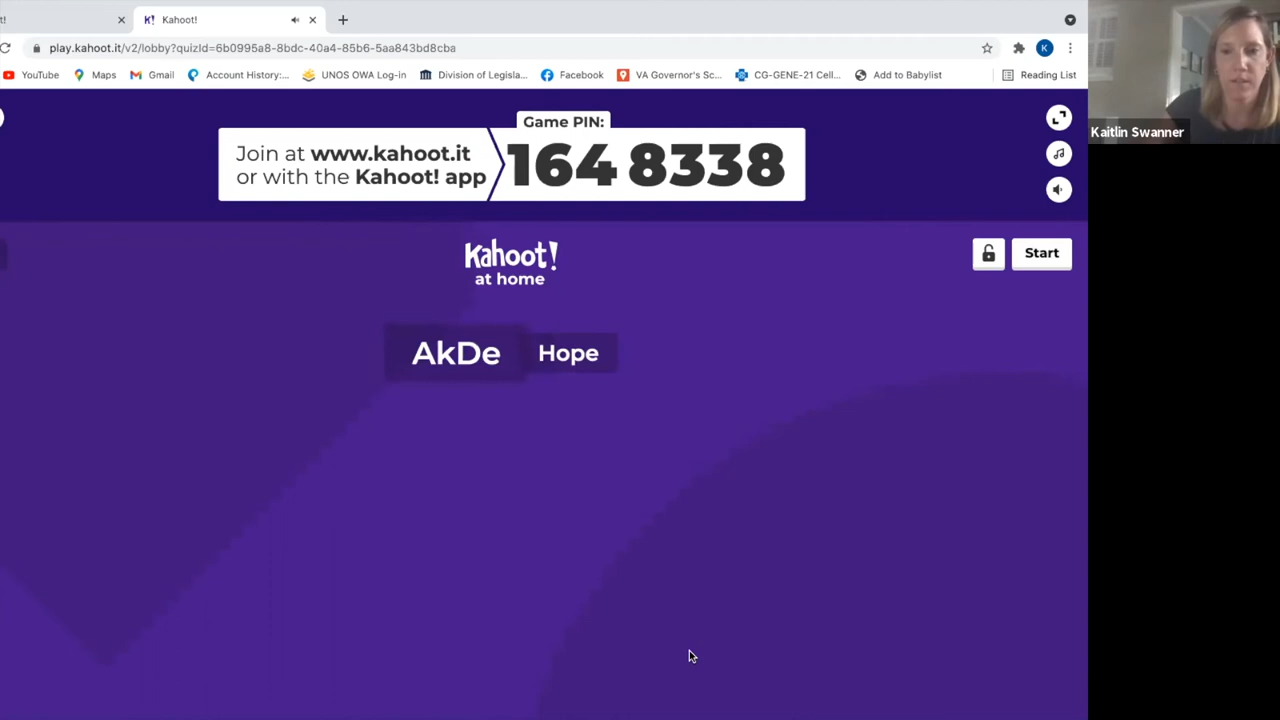 t!
Kahoot!
play.kahoot.it/v2/lobby?quizId=6b0995a8-8bdc-40a4-85b6-5aa843bd8cba
K
YouTube Maps Gmail Account History:... UNOS OWA Log-in Division of Legisla... Facebook VA Governor's Sc... CG-GENE-21 Cell... Add to Babylist Reading List
Game PIN:
Join at www.kahoot.it
or with the Kahoot! app
164 8338
Kahoot!
at home
Start
AkDe Hope
Kaitlin Swanner